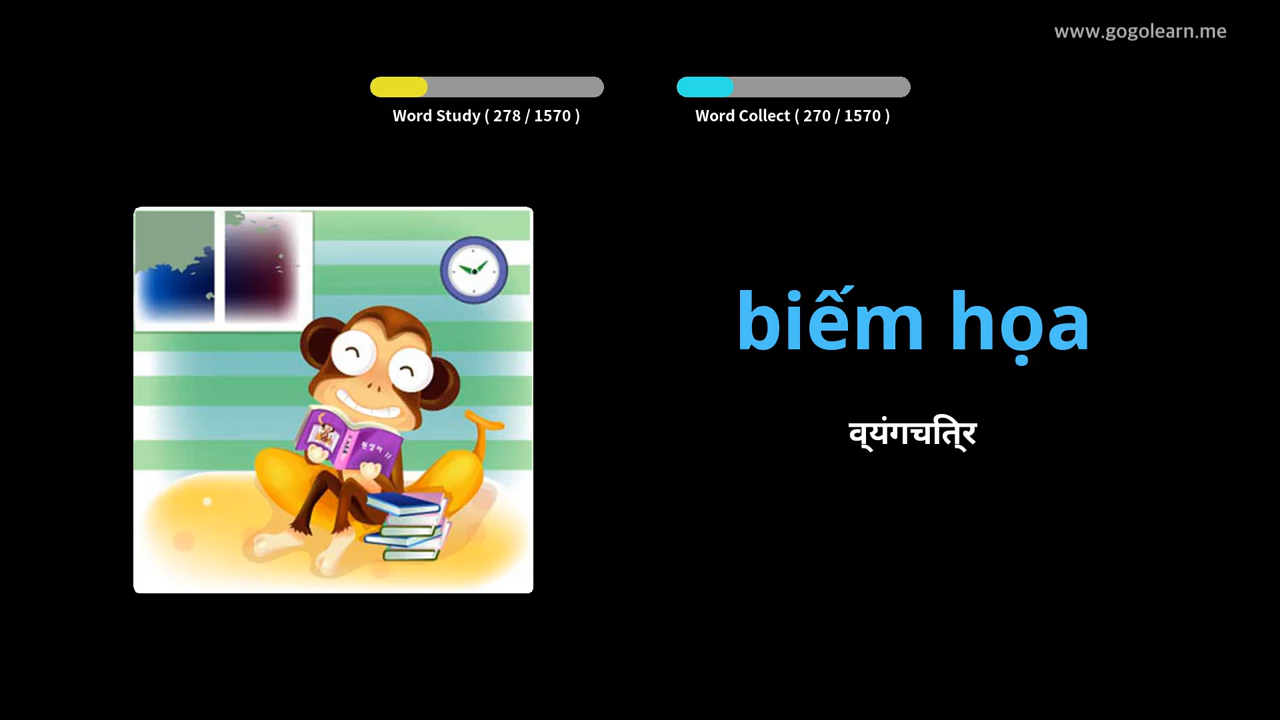 www.gogolearn.me
Word Study ( 278 / 1570 )
Word Collect ( 270 / 1570 )
biếm họa
व्यंगचित्र